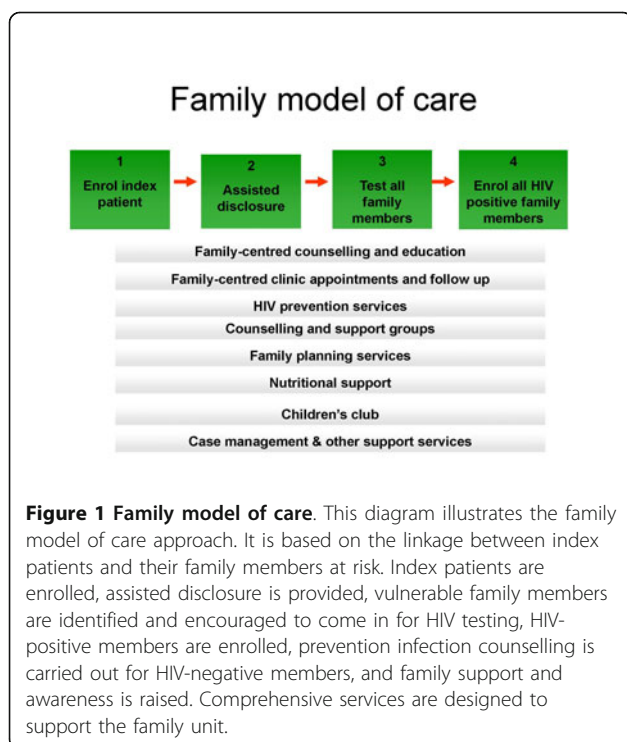 Family model of care
1
Enrol index
patient
2
Assisted
disclosure
3
Test all
family
members
4
Enrol all HIV
positive family
members
Family-centred counselling and education
Family-centred clinic appointments and follow up
HIV prevention services
Counselling and support groups
Family planning services
Nutritional support
Children's club
Case management & other support services
Figure 1 Family model of care. This diagram illustrates the family
model of care approach. It is based on the linkage between index
patients and their family members at risk. Index patients are
enrolled, assisted disclosure is provided, vulnerable family members
are identified and encouraged to come in for HIV testing, HIV-
positive members are enrolled, prevention infection counselling is
carried out for HIV-negative members, and family support and
awareness is raised. Comprehensive services are designed to
support the family unit.